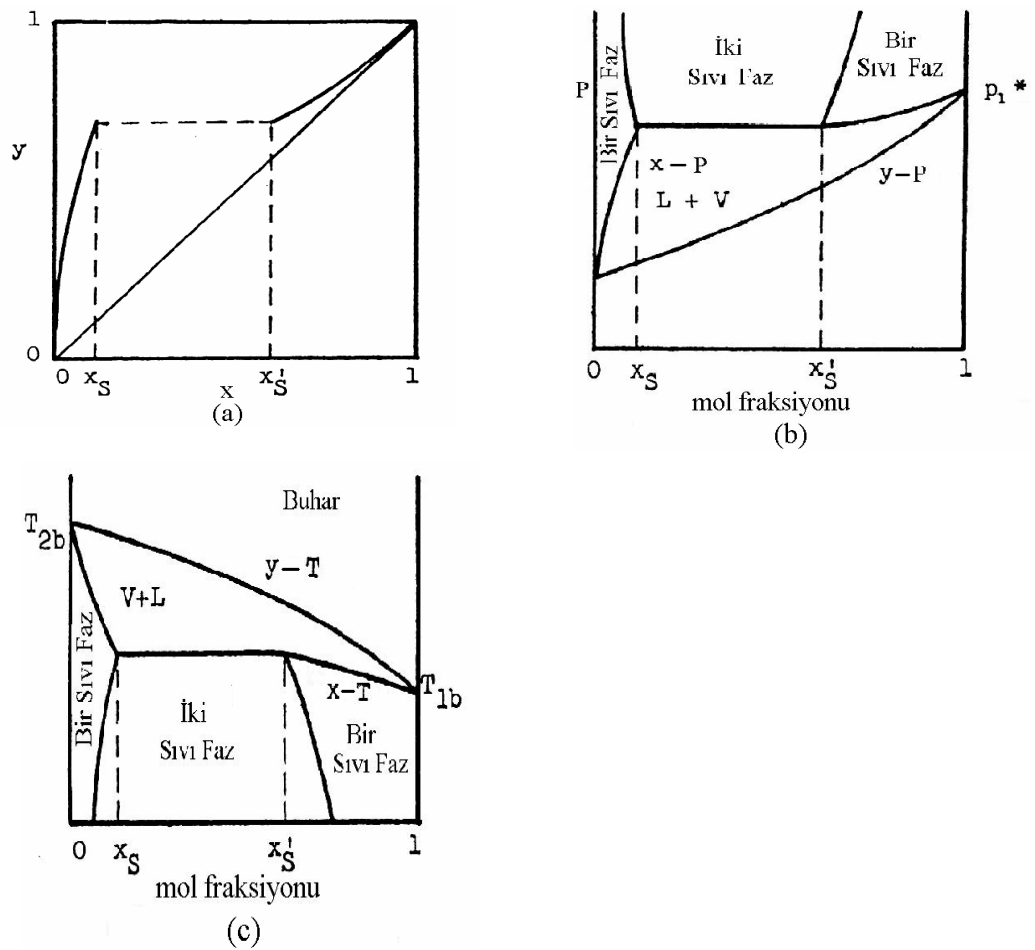 1
y
0
0
x_S
x
x'_S
1
(a)
P
Bir Sıvı Faz
İki
Sıvı Faz
Bir
Sıvı Faz
p₁*
x–P
L + V
y–P
0
x_S
x'_S
1
mol fraksiyonu
(b)
T_2b
Buhar
y–T
V+L
Bir Sıvı Faz
x–T
T_1b
İki
Sıvı Faz
Bir
Sıvı Faz
0
x_S
x'_S
1
mol fraksiyonu
(c)